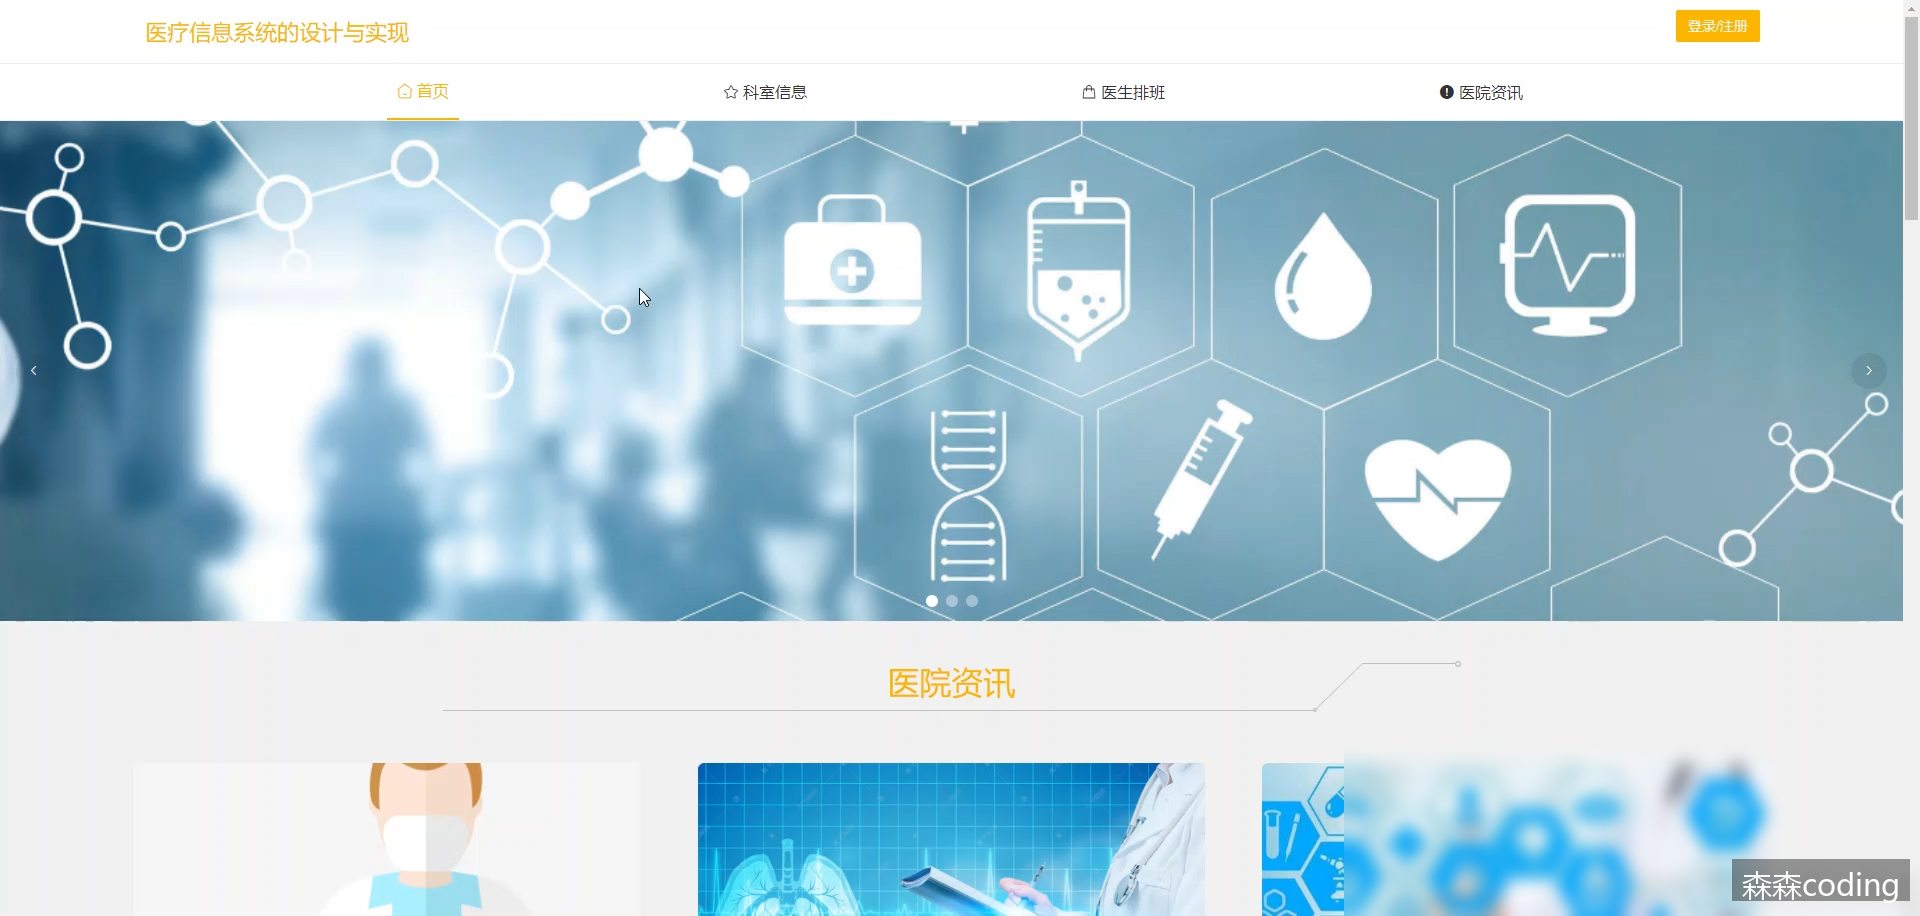 医疗信息系统的设计与实现
登录/注册
首页
科室信息
医生排班
医院资讯
医院资讯
森森coding